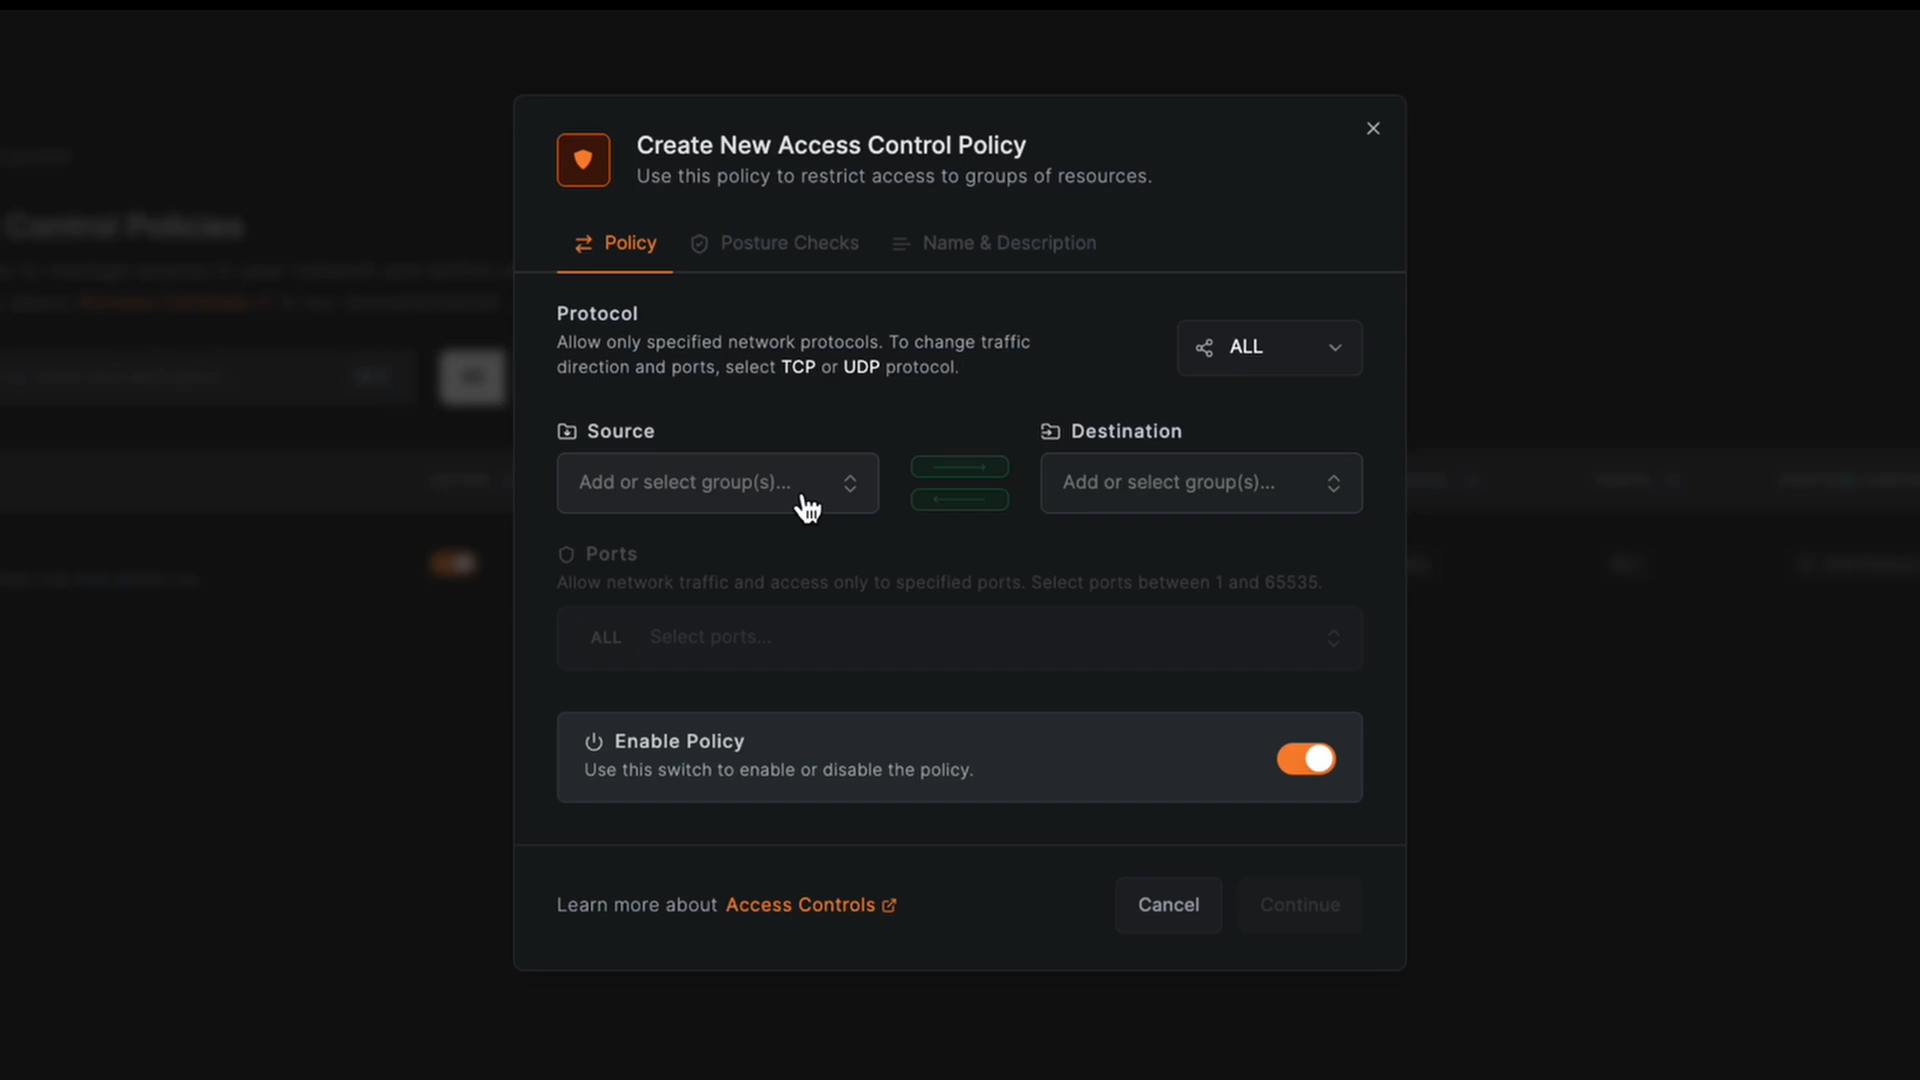 Create New Access Control Policy
Use this policy to restrict access to groups of resources.
Policy
Posture Checks
Name & Description
Protocol
Allow only specified network protocols. To change traffic
direction and ports, select TCP or UDP protocol.
ALL
Source
Destination
Add or select group(s)...
Add or select group(s)...
Ports
Allow network traffic and access only to specified ports. Select ports between 1 and 65535.
ALL Select ports...
Enable Policy
Use this switch to enable or disable the policy.
Learn more about Access Controls
Cancel
Continue
Control Policies